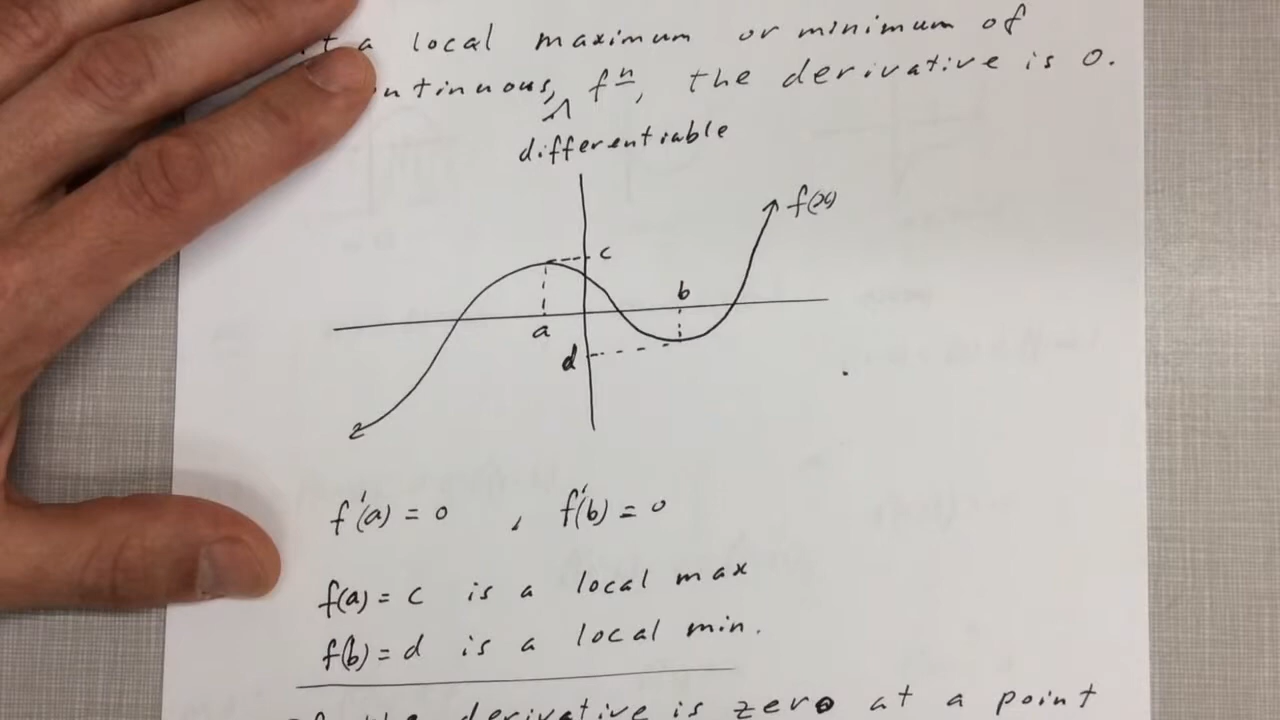 a local maximum or minimum of
continuous, fⁿ, the derivative is 0.
differentiable
f(x)
c
b
a
d
f'(a) = 0 , f'(b) = 0
f(a) = c is a local max
f(b) = d is a local min.
derivative is zero at a point